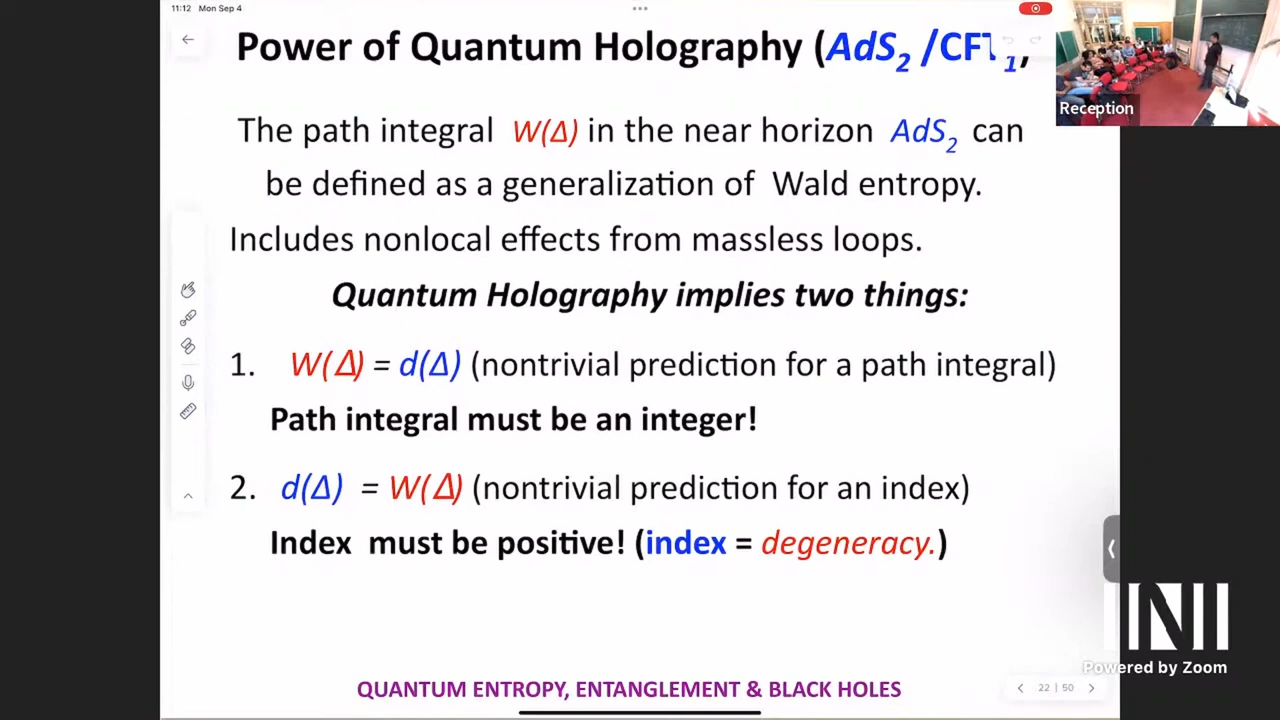 11:12 Mon Sep 4
Power of Quantum Holography (AdS2 /CFT1)
Reception
The path integral W(Δ) in the near horizon AdS2 can
be defined as a generalization of Wald entropy.
Includes nonlocal effects from massless loops.
Quantum Holography implies two things:
1. W(Δ) = d(Δ) (nontrivial prediction for a path integral)
Path integral must be an integer!
2. d(Δ) = W(Δ) (nontrivial prediction for an index)
Index must be positive! (index = degeneracy.)
INI
Powered by Zoom
QUANTUM ENTROPY, ENTANGLEMENT & BLACK HOLES
22 | 50